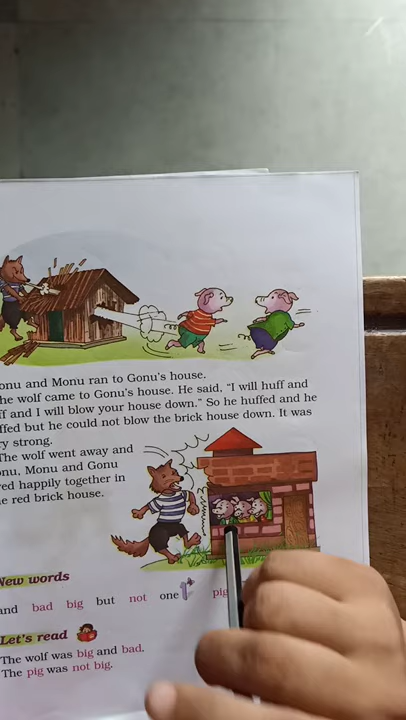 onu and Monu ran to Gonu's house.
he wolf came to Gonu's house. He said, "I will huff and
ff and I will blow your house down." So he huffed and he
ffed but he could not blow the brick house down. It was
ry strong.
The wolf went away and
onu, Monu and Gonu
ved happily together in
e red brick house.
New words
and bad big but not one pig
Let's read
The wolf was big and bad.
The pig was not big.